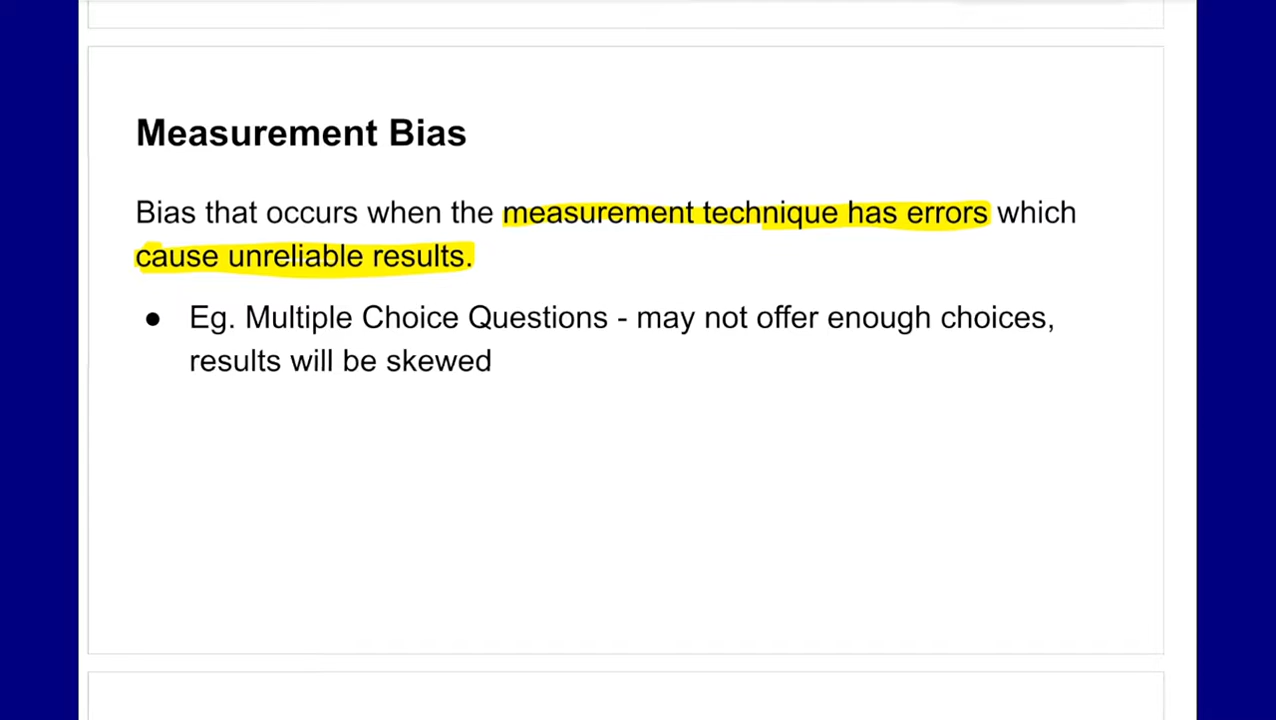 Measurement Bias
Bias that occurs when the measurement technique has errors which
cause unreliable results.
● Eg. Multiple Choice Questions - may not offer enough choices,
results will be skewed